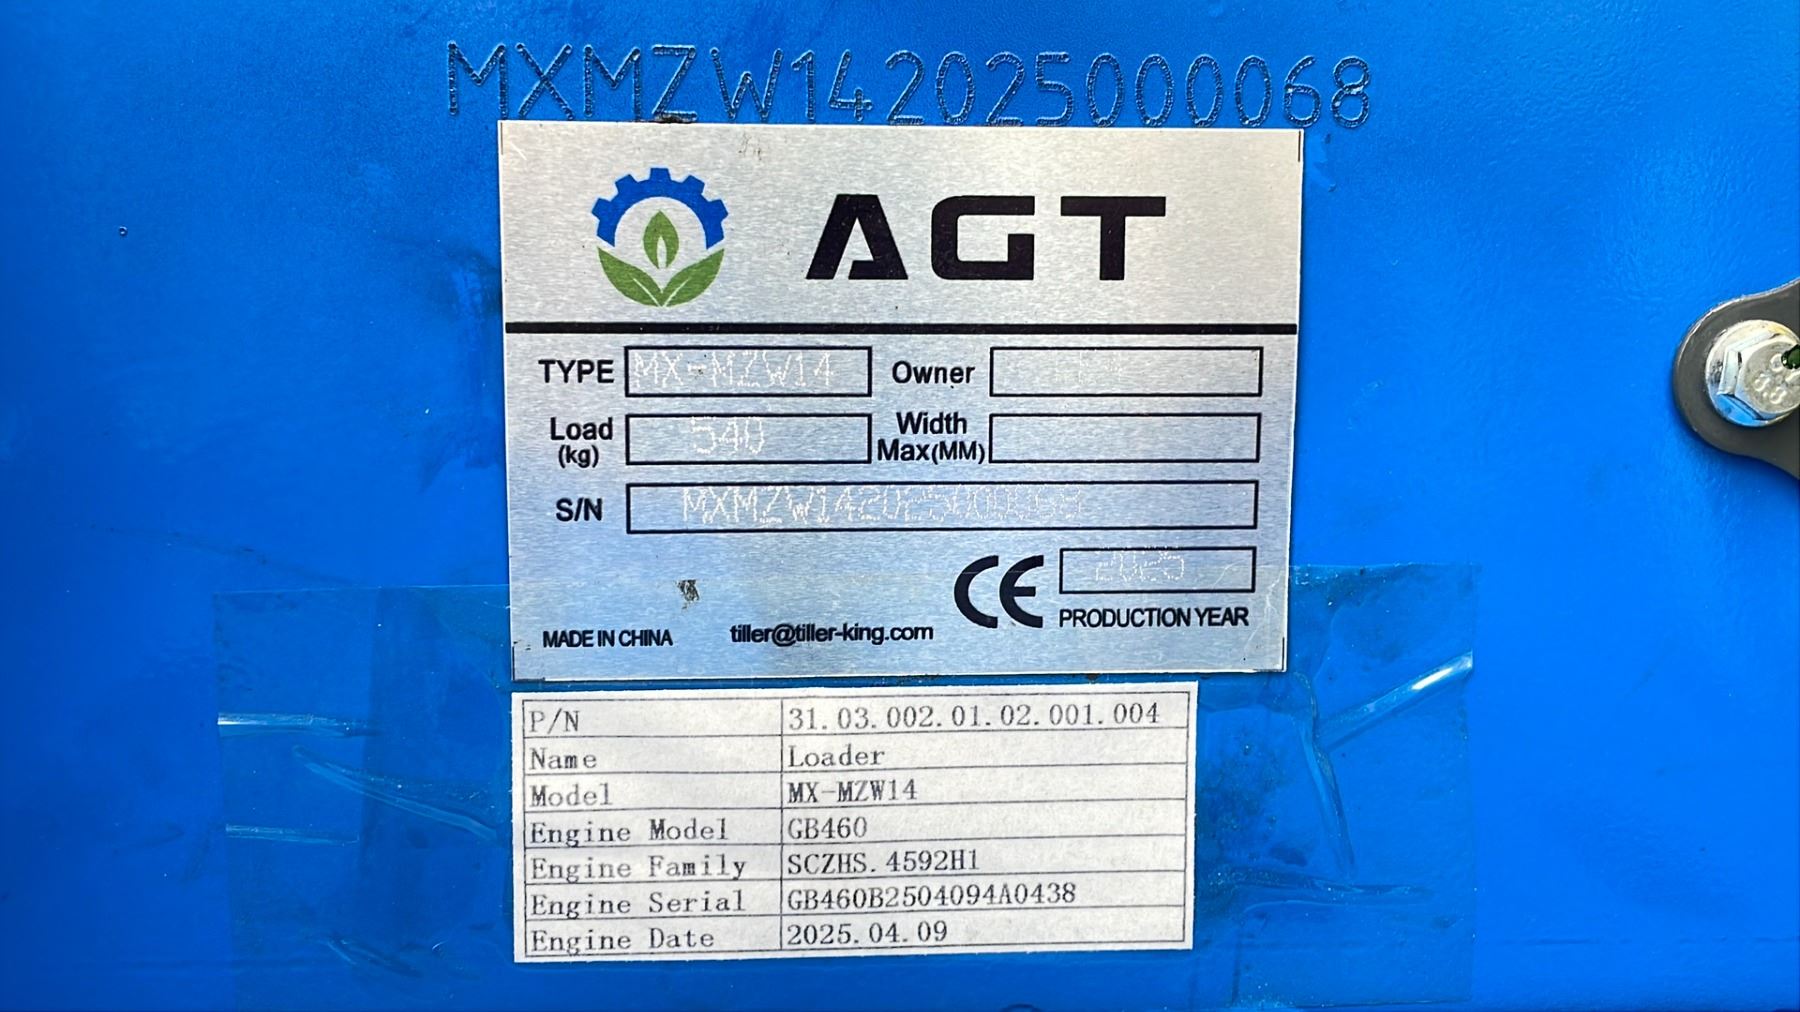 MXMZW142025000068
AGT
TYPE MX-MZW14 Owner
Load (kg) 540 Width Max(MM)
S/N MXMZW142025000068
CE 2025
PRODUCTION YEAR
MADE IN CHINA tiller@tiller-king.com
P/N 31.03.002.01.02.001.004
Name Loader
Model MX-MZW14
Engine Model GB460
Engine Family SCZHS.4592H1
Engine Serial GB460B2504094A0438
Engine Date 2025.04.09
8.8